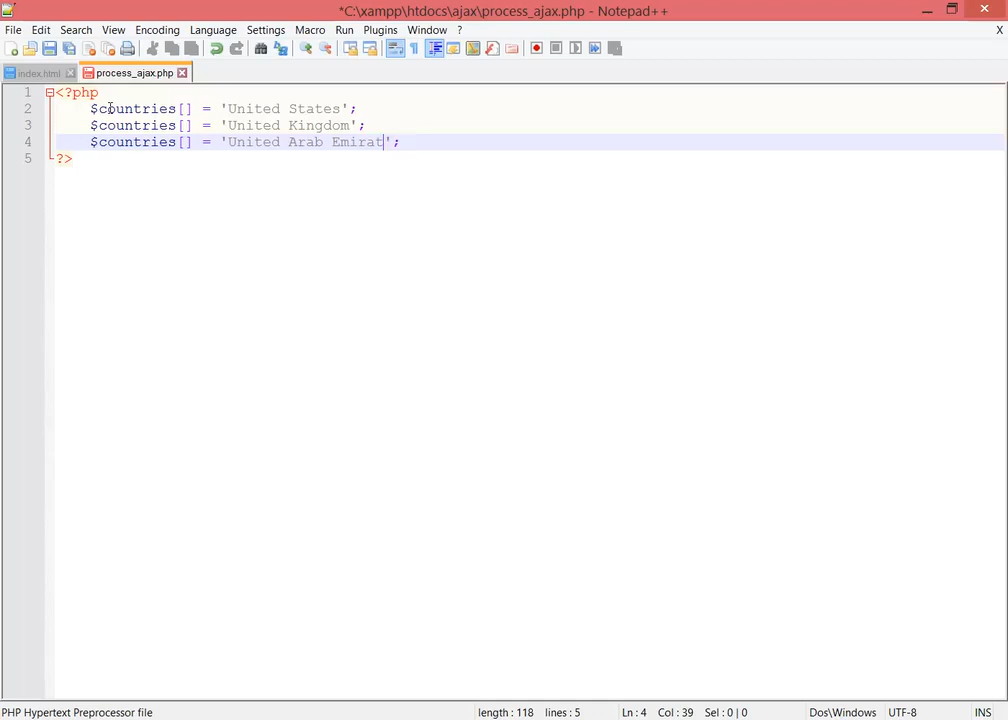 *C:\xampp\htdocs\ajax\process_ajax.php - Notepad++
File Edit Search View Encoding Language Settings Macro Run Plugins Window ? X
index.html process_ajax.php
1 <?php
2 $countries[] = 'United States';
3 $countries[] = 'United Kingdom';
4 $countries[] = 'United Arab Emirat';
5 ?>
PHP Hypertext Preprocessor file length : 118 lines : 5 Ln : 4 Col : 39 Sel : 0 | 0 Dos\Windows UTF-8 INS